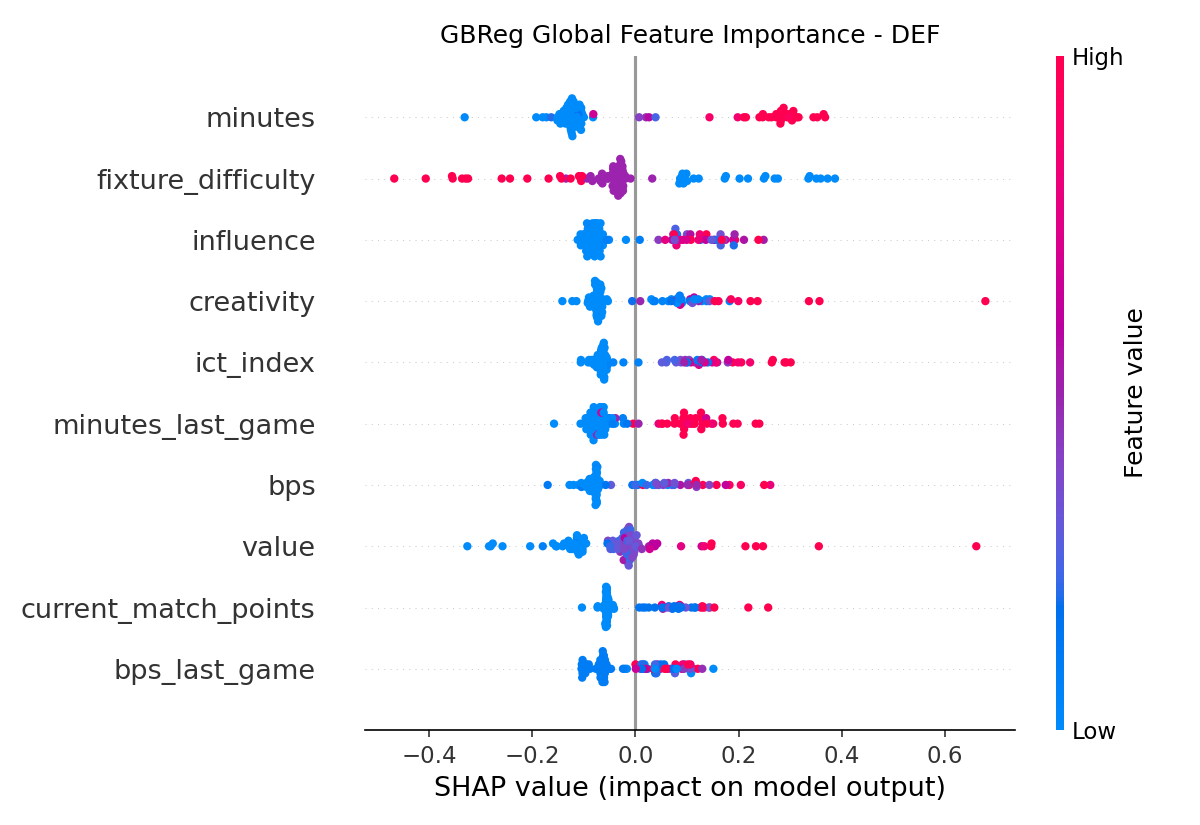 GBReg Global Feature Importance - DEF
High
minutes
fixture_difficulty
influence
creativity
ict_index
minutes_last_game
bps
value
current_match_points
bps_last_game
Feature value
Low
−0.4 −0.2 0.0 0.2 0.4 0.6
SHAP value (impact on model output)